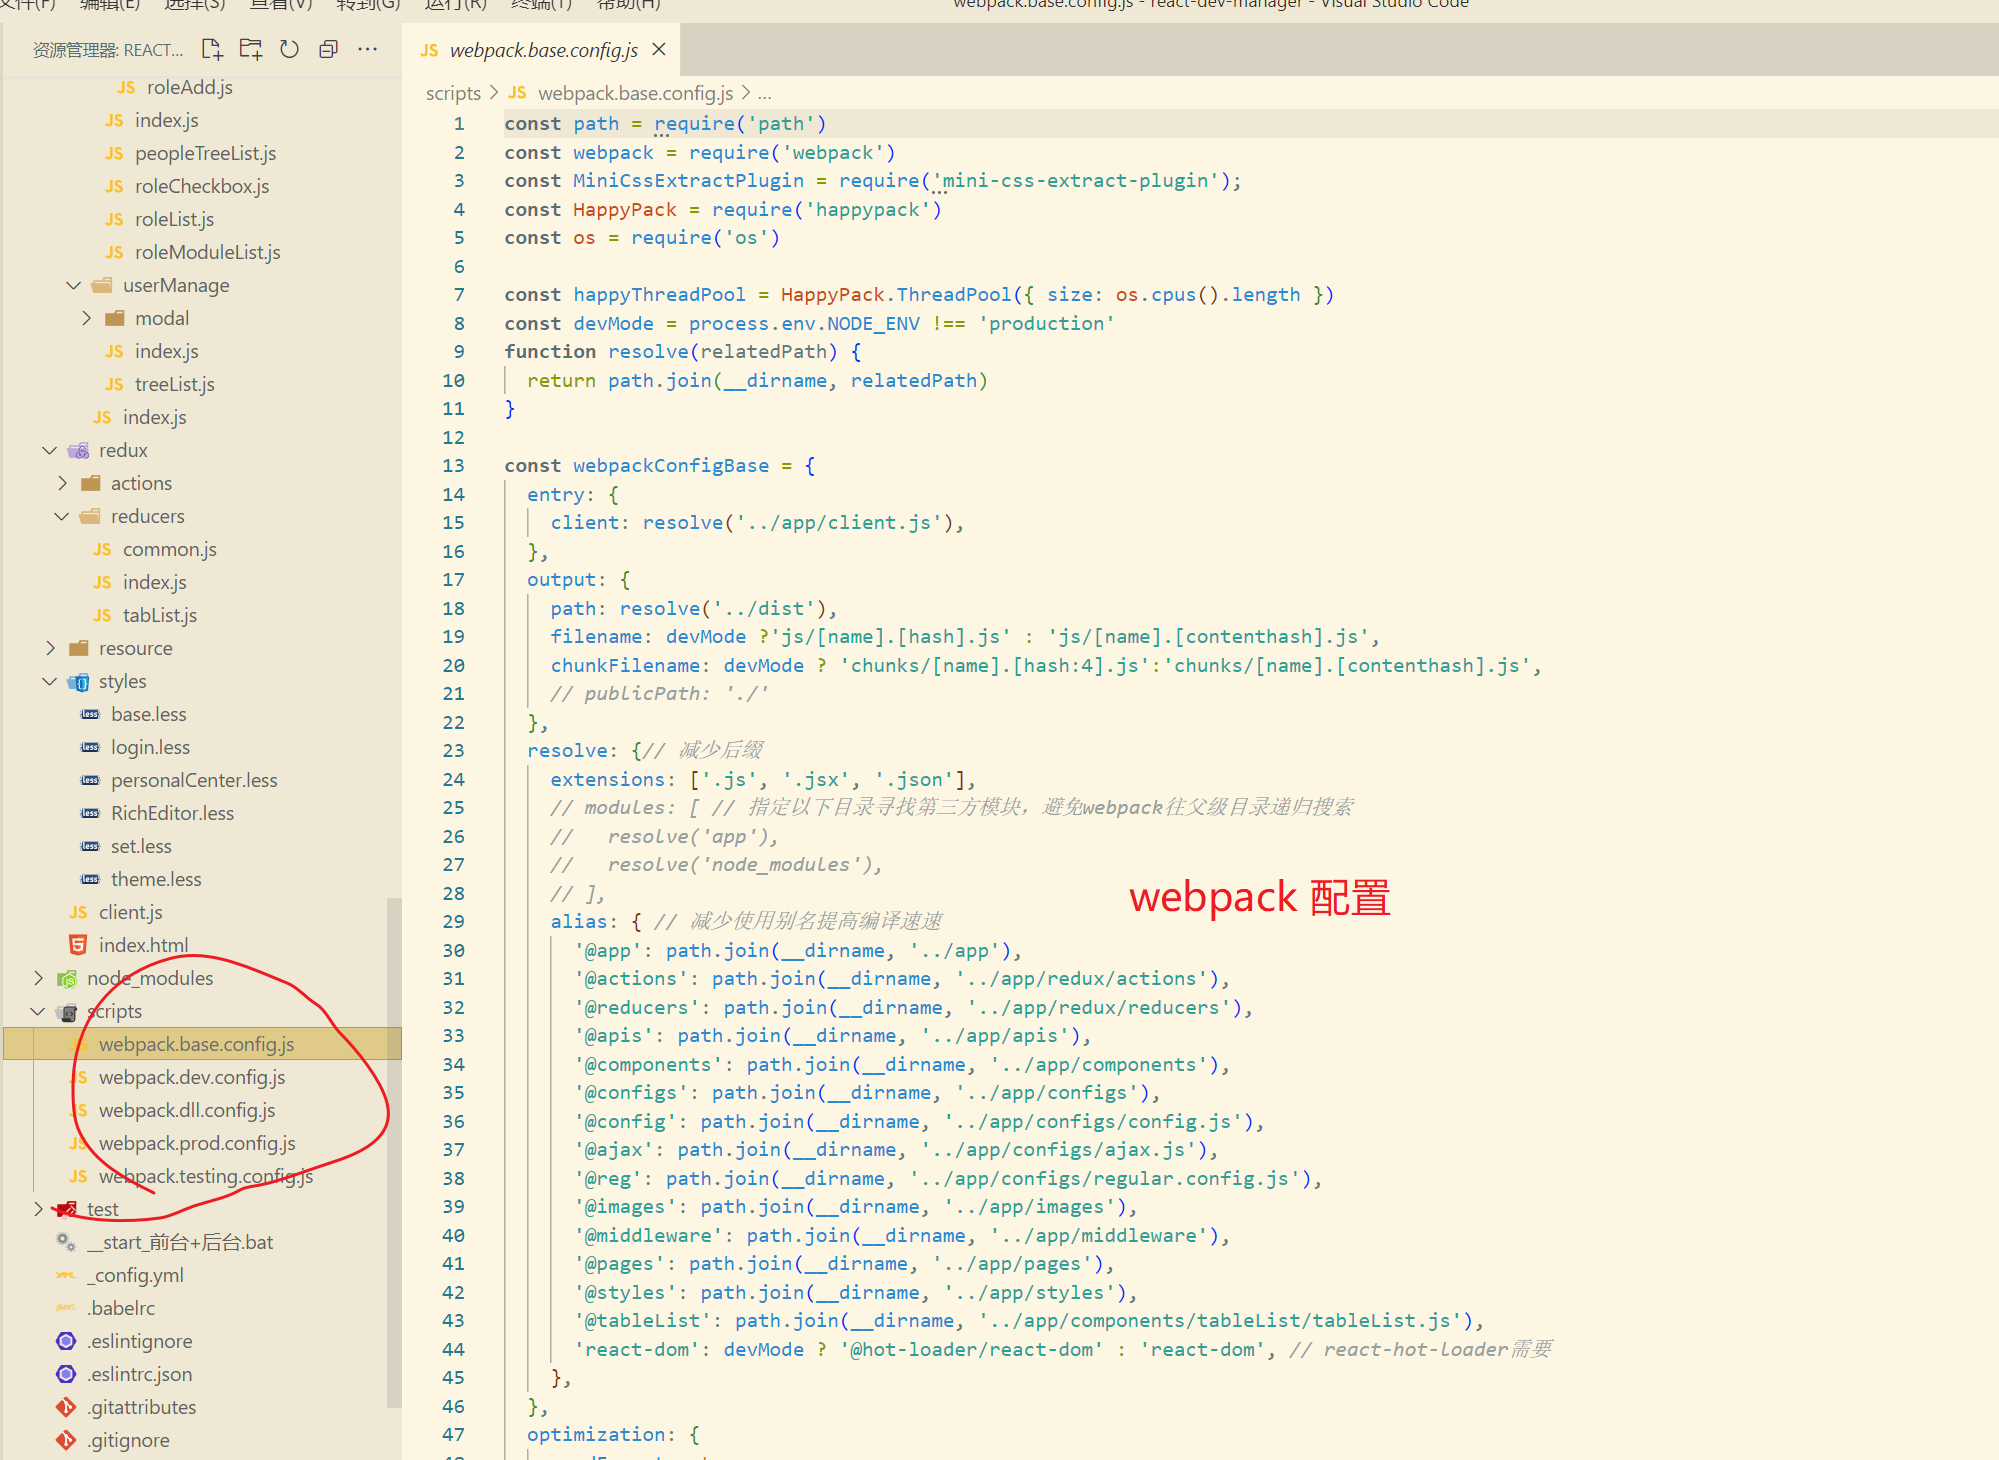 文件(F) 编辑(E) 选择(S) 查看(V) 转到(G) 运行(R) 终端(T) 帮助(H) webpack.base.config.js - react-dev-manager - Visual Studio Code
资源管理器: REACT...
roleAdd.js
index.js
peopleTreeList.js
roleCheckbox.js
roleList.js
roleModuleList.js
userManage
modal
index.js
treeList.js
index.js
redux
actions
reducers
common.js
index.js
tabList.js
resource
styles
base.less
login.less
personalCenter.less
RichEditor.less
set.less
theme.less
client.js
index.html
node_modules
scripts
webpack.base.config.js
webpack.dev.config.js
webpack.dll.config.js
webpack.prod.config.js
webpack.testing.config.js
test
__start_前台+后台.bat
_config.yml
.babelrc
.eslintignore
.eslintrc.json
.gitattributes
.gitignore
JS webpack.base.config.js
scripts > JS webpack.base.config.js > ...
1 const path = require('path')
2 const webpack = require('webpack')
3 const MiniCssExtractPlugin = require('mini-css-extract-plugin');
4 const HappyPack = require('happypack')
5 const os = require('os')
6
7 const happyThreadPool = HappyPack.ThreadPool({ size: os.cpus().length })
8 const devMode = process.env.NODE_ENV !== 'production'
9 function resolve(relatedPath) {
10 return path.join(__dirname, relatedPath)
11 }
12
13 const webpackConfigBase = {
14 entry: {
15 client: resolve('../app/client.js'),
16 },
17 output: {
18 path: resolve('../dist'),
19 filename: devMode ?'js/[name].[hash].js' : 'js/[name].[contenthash].js',
20 chunkFilename: devMode ? 'chunks/[name].[hash:4].js':'chunks/[name].[contenthash].js',
21 // publicPath: './'
22 },
23 resolve: {// 减少后缀
24 extensions: ['.js', '.jsx', '.json'],
25 // modules: [ // 指定以下目录寻找第三方模块，避免webpack往父级目录递归搜索
26 // resolve('app'),
27 // resolve('node_modules'),
28 // ],
29 alias: { // 减少使用别名提高编译速速
30 '@app': path.join(__dirname, '../app'),
31 '@actions': path.join(__dirname, '../app/redux/actions'),
32 '@reducers': path.join(__dirname, '../app/redux/reducers'),
33 '@apis': path.join(__dirname, '../app/apis'),
34 '@components': path.join(__dirname, '../app/components'),
35 '@configs': path.join(__dirname, '../app/configs'),
36 '@config': path.join(__dirname, '../app/configs/config.js'),
37 '@ajax': path.join(__dirname, '../app/configs/ajax.js'),
38 '@reg': path.join(__dirname, '../app/configs/regular.config.js'),
39 '@images': path.join(__dirname, '../app/images'),
40 '@middleware': path.join(__dirname, '../app/middleware'),
41 '@pages': path.join(__dirname, '../app/pages'),
42 '@styles': path.join(__dirname, '../app/styles'),
43 '@tableList': path.join(__dirname, '../app/components/tableList/tableList.js'),
44 'react-dom': devMode ? '@hot-loader/react-dom' : 'react-dom', // react-hot-loader需要
45 },
46 },
47 optimization: {
webpack 配置